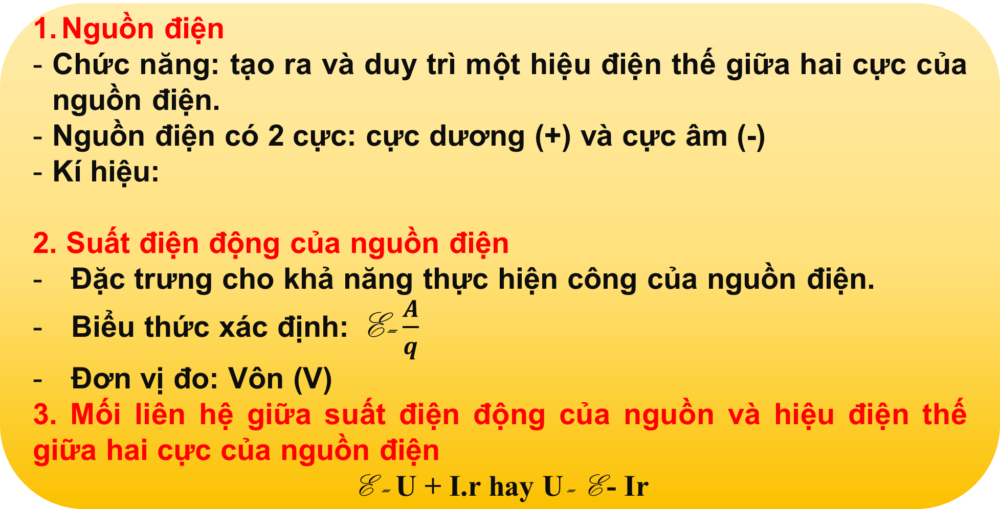 1. Nguồn điện
- Chức năng: tạo ra và duy trì một hiệu điện thế giữa hai cực của
nguồn điện.
- Nguồn điện có 2 cực: cực dương (+) và cực âm (-)
- Kí hiệu:
2. Suất điện động của nguồn điện
- Đặc trưng cho khả năng thực hiện công của nguồn điện.
- Biểu thức xác định: ℰ = A/q
- Đơn vị đo: Vôn (V)
3. Mối liên hệ giữa suất điện động của nguồn và hiệu điện thế
giữa hai cực của nguồn điện
ℰ = U + I.r hay U = ℰ - Ir